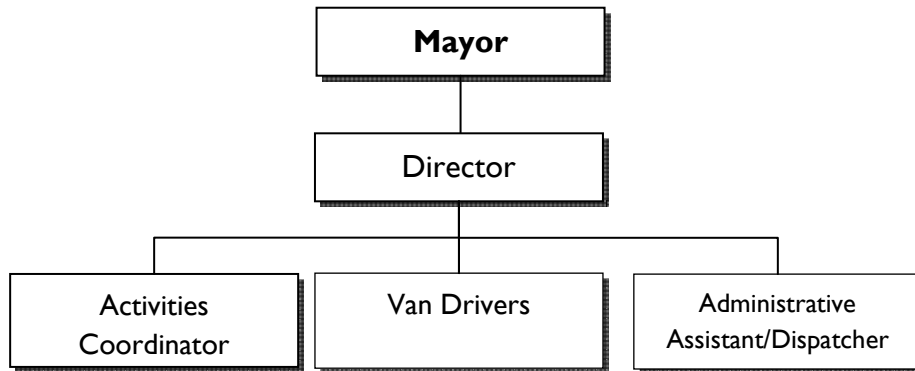 Mayor
Director
Activities
Coordinator
Van Drivers
Administrative
Assistant/Dispatcher